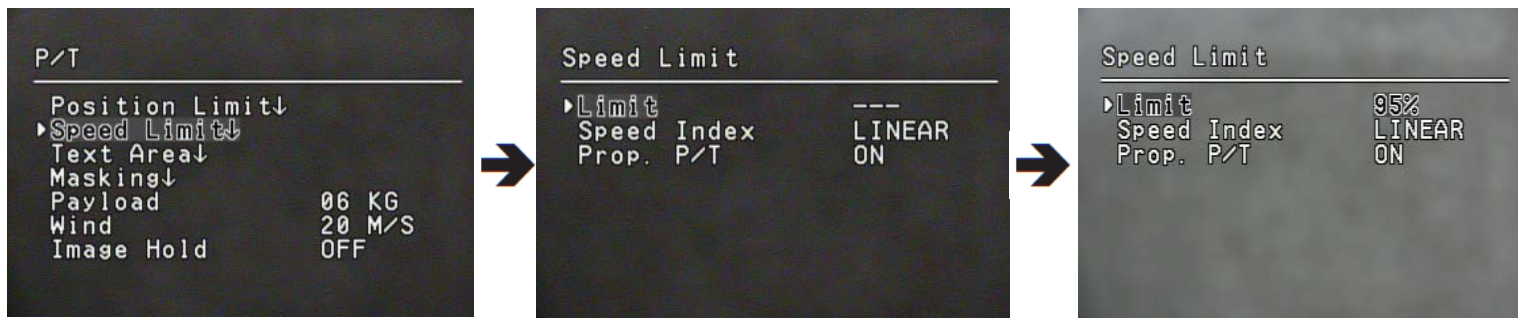 P/T
Position Limit↓
▶Speed Limit↓
Text Area↓
Masking↓
Payload 06 KG
Wind 20 M/S
Image Hold OFF
Speed Limit
▶Limit ---
Speed Index LINEAR
Prop. P/T ON
Speed Limit
▶Limit 95%
Speed Index LINEAR
Prop. P/T ON